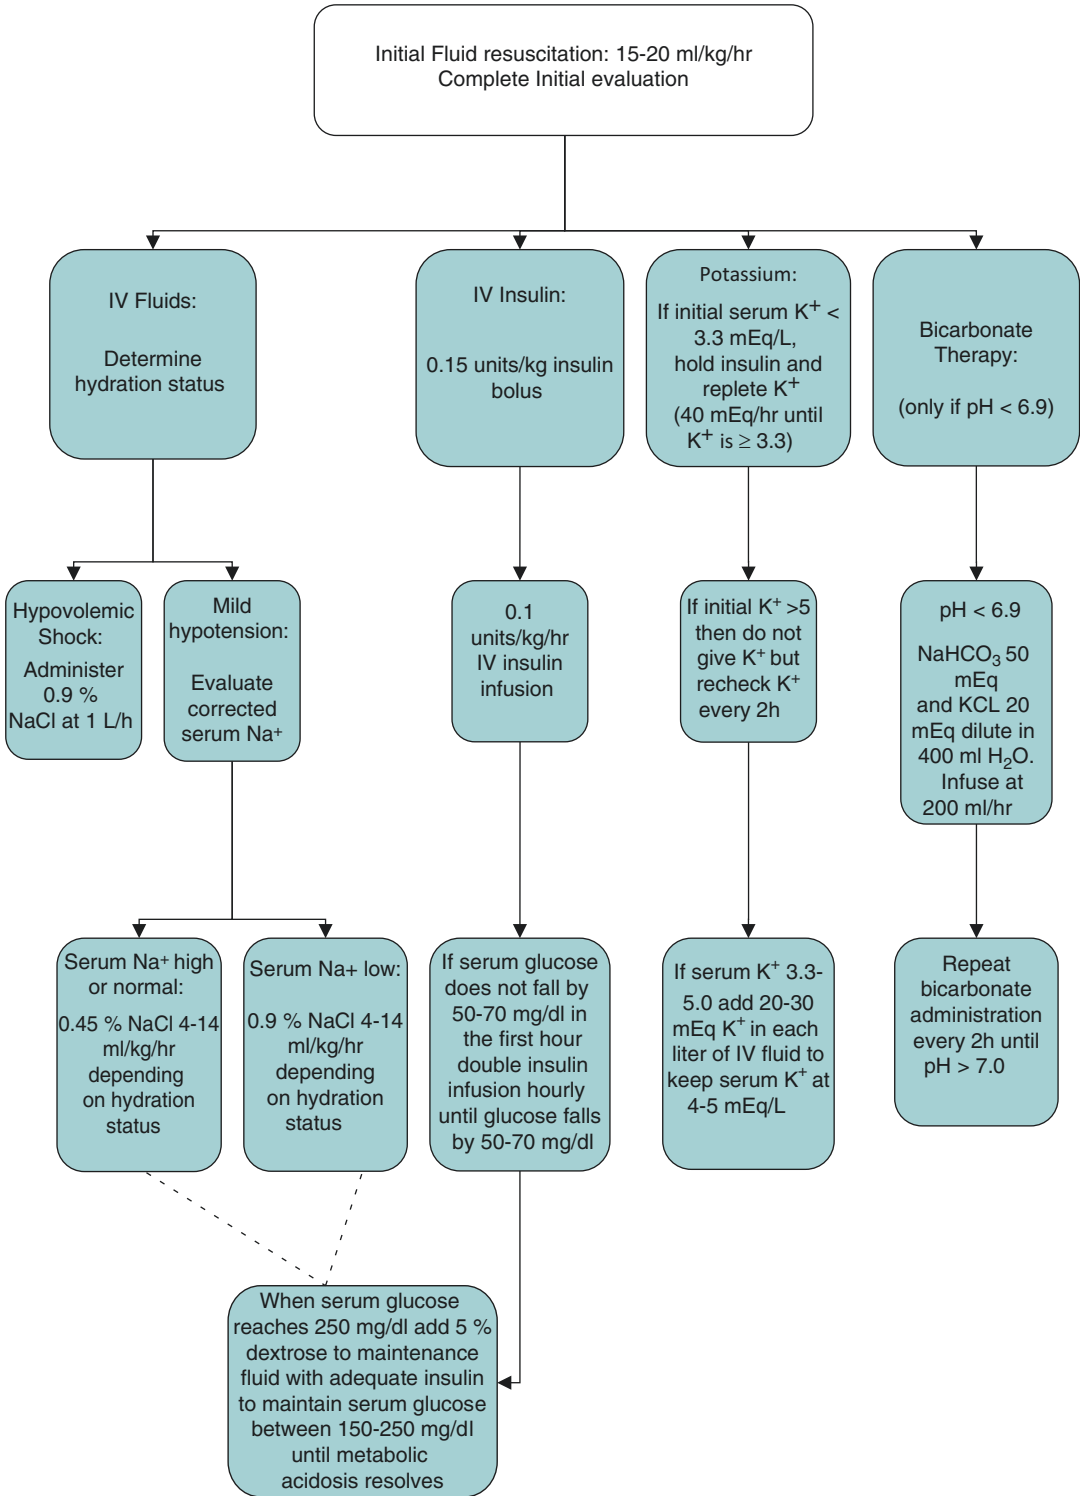 Initial Fluid resuscitation: 15-20 ml/kg/hr
Complete Initial evaluation
IV Fluids:
Determine
hydration status
IV Insulin:
0.15 units/kg insulin
bolus
Potassium:
If initial serum K⁺ <
3.3 mEq/L,
hold insulin and
replete K⁺
(40 mEq/hr until
K⁺ is ≥ 3.3)
Bicarbonate
Therapy:
(only if pH < 6.9)
Hypovolemic
Shock:
Administer
0.9 %
NaCl at 1 L/h
Mild
hypotension:
Evaluate
corrected
serum Na⁺
0.1
units/kg/hr
IV insulin
infusion
If initial K⁺ >5
then do not
give K⁺ but
recheck K⁺
every 2h
pH < 6.9
NaHCO₃ 50
mEq
and KCL 20
mEq dilute in
400 ml H₂O.
Infuse at
200 ml/hr
Serum Na⁺ high
or normal:
0.45 % NaCl 4-14
ml/kg/hr
depending
on hydration
status
Serum Na+ low:
0.9 % NaCl 4-14
ml/kg/hr
depending
on hydration
status
If serum glucose
does not fall by
50-70 mg/dl in
the first hour
double insulin
infusion hourly
until glucose falls
by 50-70 mg/dl
If serum K⁺ 3.3-
5.0 add 20-30
mEq K⁺ in each
liter of IV fluid to
keep serum K⁺ at
4-5 mEq/L
Repeat
bicarbonate
administration
every 2h until
pH > 7.0
When serum glucose
reaches 250 mg/dl add 5 %
dextrose to maintenance
fluid with adequate insulin
to maintain serum glucose
between 150-250 mg/dl
until metabolic
acidosis resolves